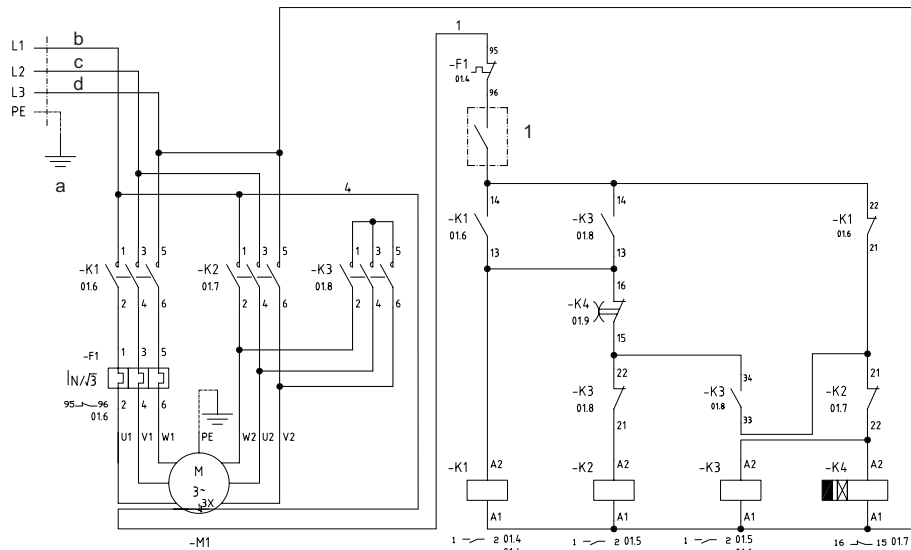 1
b
L1
95
c
-F1
L2
01.4
d
L3
96
PE
1
a
4
14
14
22
-K1
-K3
-K1
01.6
01.8
01.6
13
13
21
1 3 5
1 3 5
1 3 5
-K1
-K2
-K3
01.6
01.7
01.8
2 4 6
2 4 6
2 4 6
16
-K4
01.9
15
-F1
1 3 5
IN/√3
95 96
2 4 6
01.6
22
34
21
-K3
-K3
-K2
01.8
01.8
01.7
21
33
22
U1 V1 W1 PE W2 U2 V2
M
3~
3X
-M1
-K1
A2
-K2
A2
-K3
A2
-K4
A2
A1
A1
A1
A1
1 2 01.4
1 2 01.5
1 2 01.5
16 15 01.7